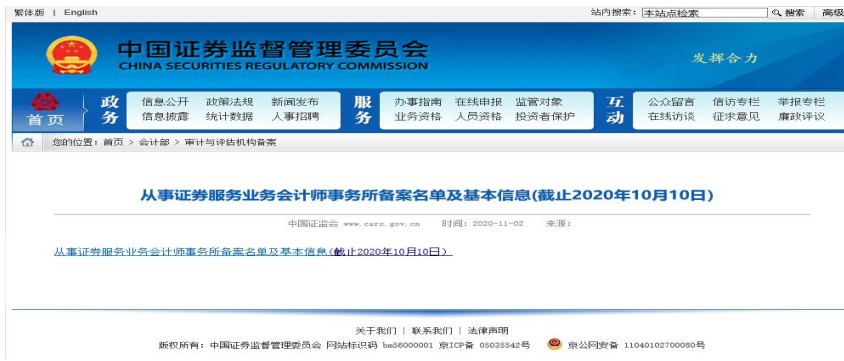 繁体版 | English 站内搜索: 本站点检索 搜索 高级
中国证券监督管理委员会
CHINA SECURITIES REGULATORY COMMISSION
发挥合力
首页
政务
信息公开 政策法规 新闻发布
信息披露 统计数据 人事招聘
服务
办事指南 在线申报 监管对象
业务资格 人员资格 投资者保护
互动
公众留言 信访专栏 举报专栏
在线访谈 征求意见 廉政评议
您的位置: 首页 > 会计部 > 审计与评估机构备案
从事证券服务业务会计师事务所备案名单及基本信息(截止2020年10月10日)
中国证监会 www.csrc.gov.cn 时间: 2020-11-02 来源:
从事证券服务业务会计师事务所备案名单及基本信息(截止2020年10月10日)
关于我们 | 联系我们 | 法律声明
版权所有: 中国证券监督管理委员会 网站标识码 bm56000001 京ICP备 05035542号 京公网安备 11040102700080号